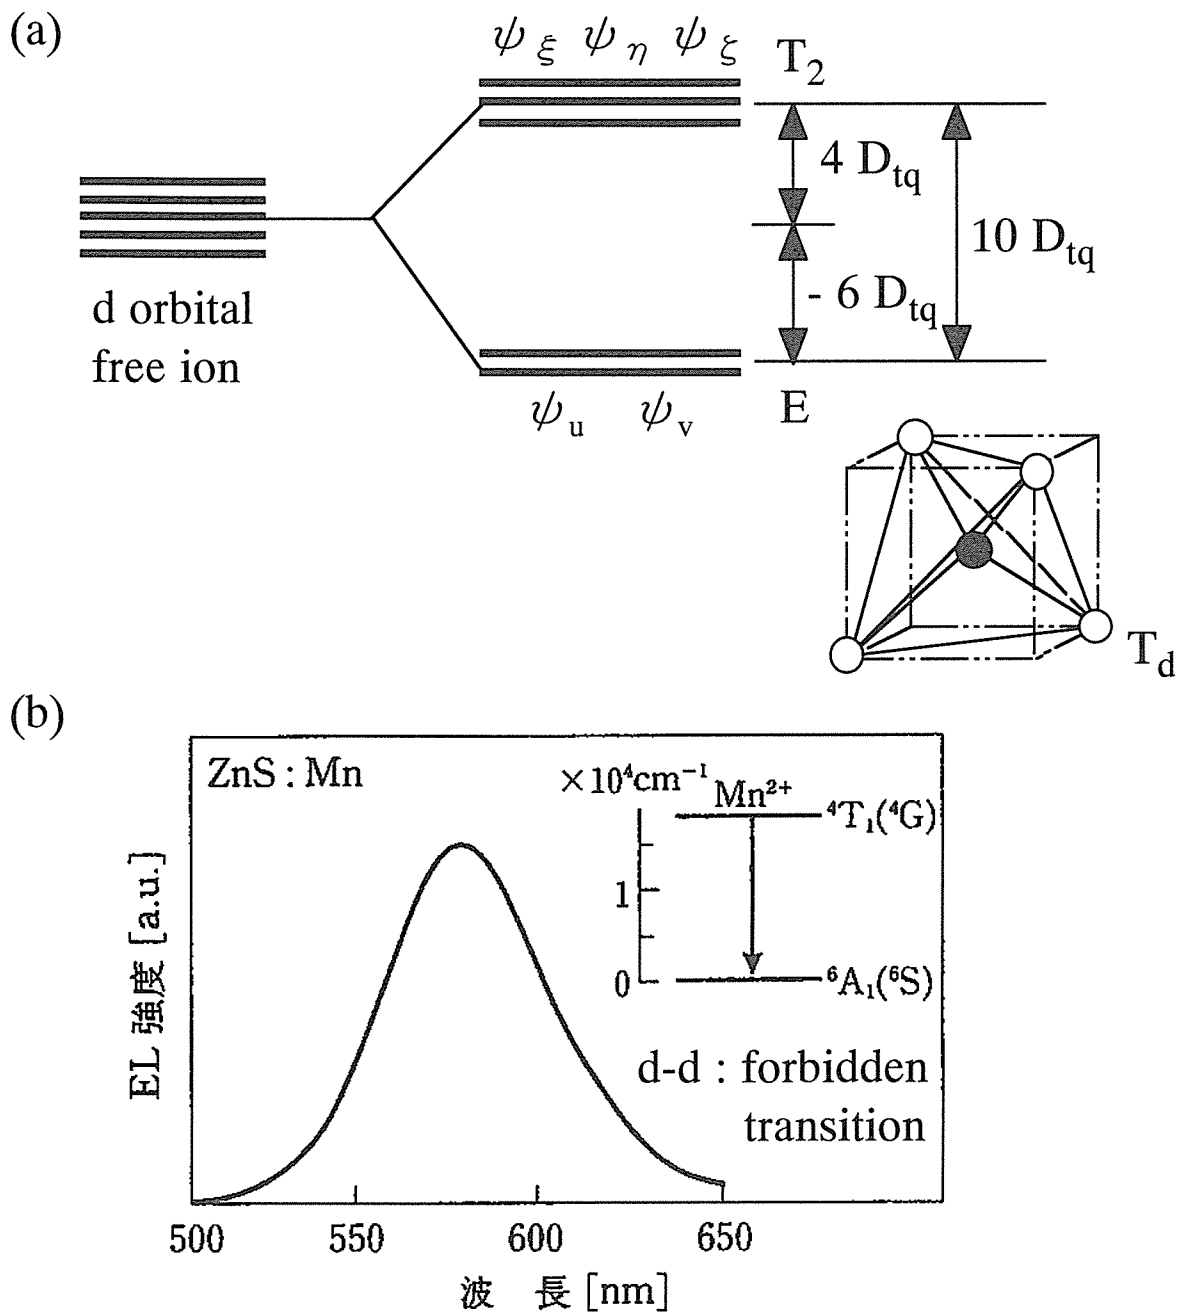 (a)
ψξ ψη ψζ
T2
4 Dtq
10 Dtq
- 6 Dtq
d orbital
free ion
ψu ψv
E
Td
(b)
ZnS : Mn
×10⁴cm⁻¹
Mn²⁺
⁴T₁(⁴G)
1
0
⁶A₁(⁶S)
d-d : forbidden
transition
EL 強度 [a.u.]
500 550 600 650
波 長 [nm]